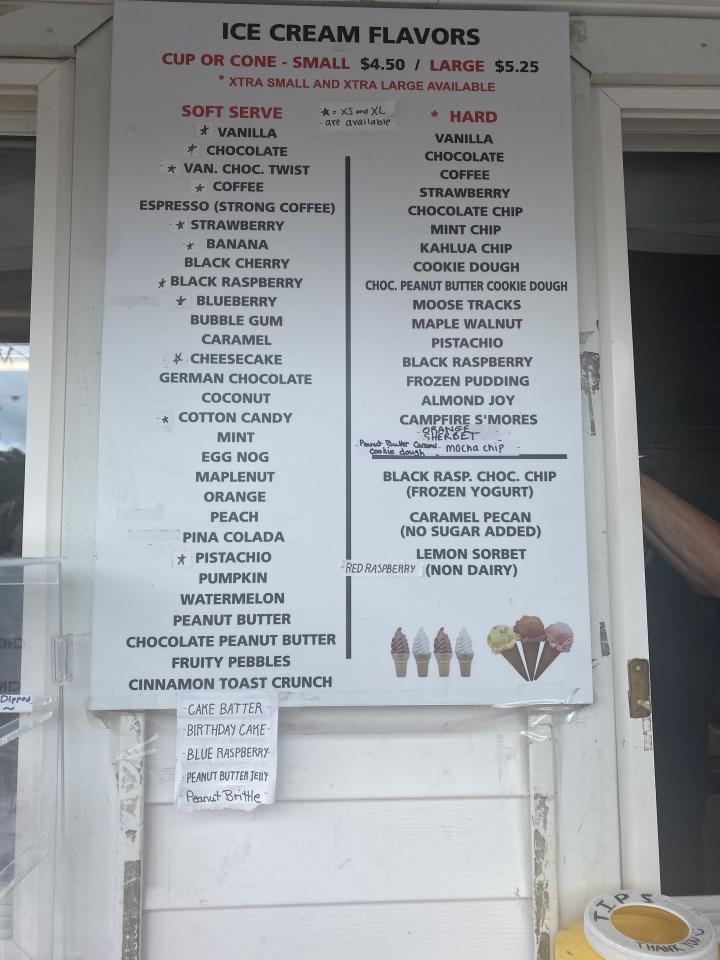 ICE CREAM FLAVORS
CUP OR CONE - SMALL $4.50 / LARGE $5.25
* XTRA SMALL AND XTRA LARGE AVAILABLE
SOFT SERVE
* VANILLA
* CHOCOLATE
* VAN. CHOC. TWIST
* COFFEE
ESPRESSO (STRONG COFFEE)
* STRAWBERRY
* BANANA
BLACK CHERRY
* BLACK RASPBERRY
* BLUEBERRY
BUBBLE GUM
CARAMEL
* CHEESECAKE
GERMAN CHOCOLATE
COCONUT
* COTTON CANDY
MINT
EGG NOG
MAPLENUT
ORANGE
PEACH
PINA COLADA
* PISTACHIO
PUMPKIN
WATERMELON
PEANUT BUTTER
CHOCOLATE PEANUT BUTTER
FRUITY PEBBLES
CINNAMON TOAST CRUNCH
- CAKE BATTER
- BIRTHDAY CAKE-
- BLUE RASPBERRY-
- PEANUT BUTTER JELLY-
- Peanut Brittle -
* = XS and XL
- are available -
* HARD
VANILLA
CHOCOLATE
COFFEE
STRAWBERRY
CHOCOLATE CHIP
MINT CHIP
KAHLUA CHIP
COOKIE DOUGH
CHOC. PEANUT BUTTER COOKIE DOUGH
MOOSE TRACKS
MAPLE WALNUT
PISTACHIO
BLACK RASPBERRY
FROZEN PUDDING
ALMOND JOY
CAMPFIRE S'MORES
ORANGE
SHERBET
Peanut Butter Caramel
cookie dough
mocha chip
BLACK RASP. CHOC. CHIP
(FROZEN YOGURT)
CARAMEL PECAN
(NO SUGAR ADDED)
LEMON SORBET
RED RASPBERRY (NON DAIRY)
Dipped
TIPS
THANK YOU